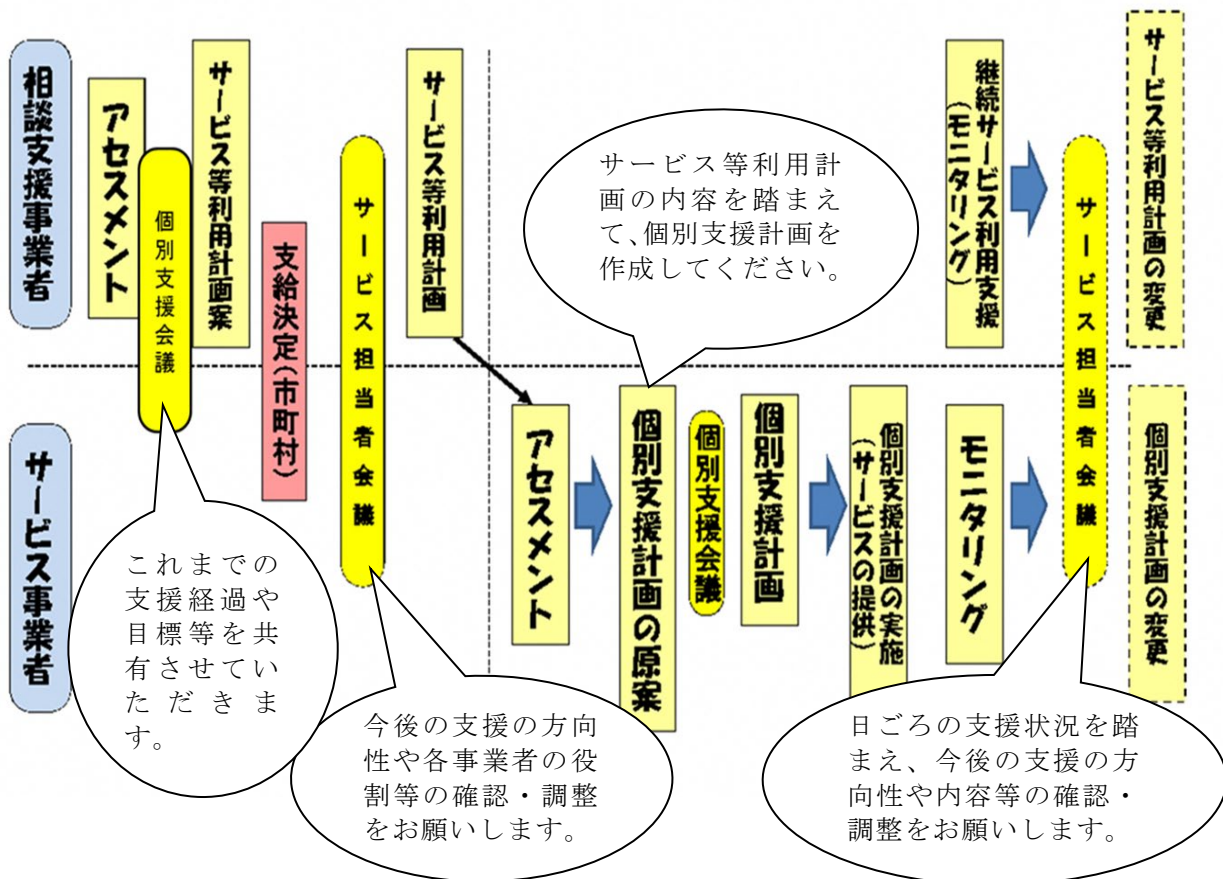 相談支援事業者
アセスメント
個別支援会議
サービス等利用計画案
支給決定(市町村)
サービス担当者会議
サービス等利用計画
継続サービス利用支援
(モニタリング)
サービス担当者会議
サービス等利用計画の変更
サービス等利用計
画の内容を踏まえ
て、個別支援計画を
作成してください。
サービス事業者
アセスメント
個別支援計画の原案
個別支援会議
個別支援計画
個別支援計画の実施
(サービスの提供)
モニタリング
個別支援計画の変更
これまでの
支援経過や
目標等を共
有させてい
ただきま
す。
今後の支援の方向
性や各事業者の役
割等の確認・調整
をお願いします。
日ごろの支援状況を踏
まえ、今後の支援の方
向性や内容等の確認・
調整をお願いします。